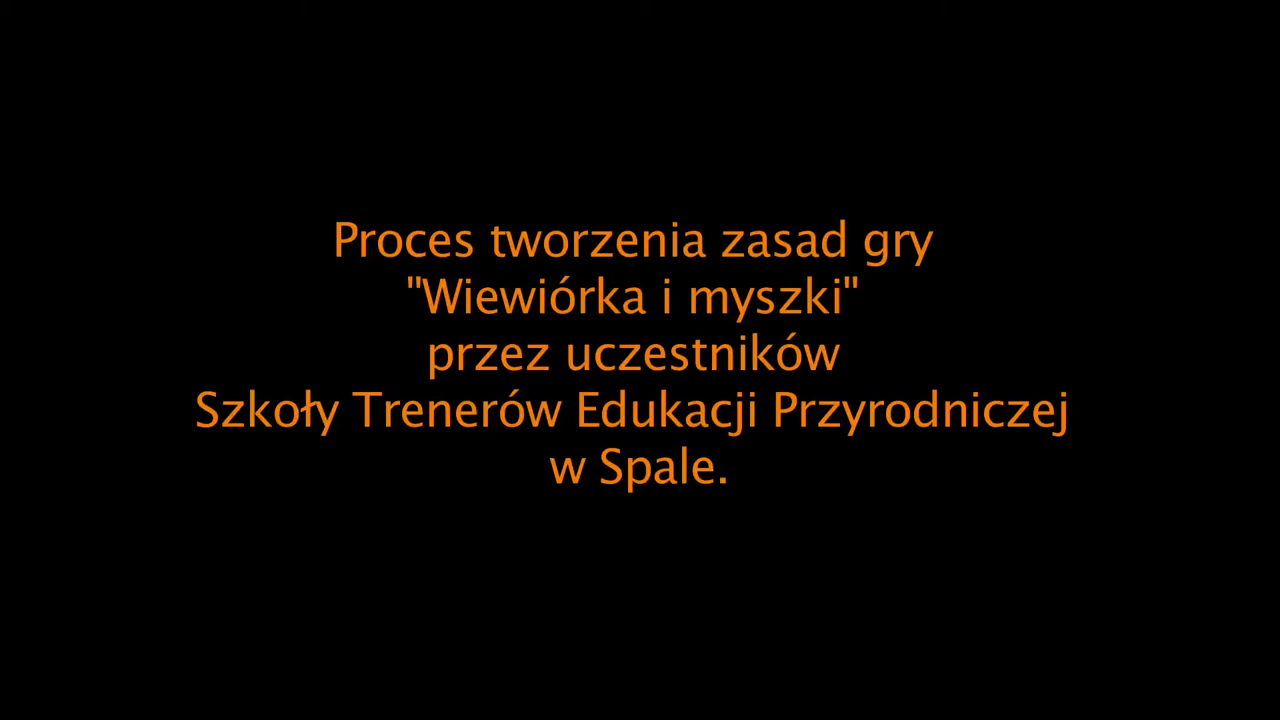 Proces tworzenia zasad gry
"Wiewiórka i myszki"
przez uczestników
Szkoły Trenerów Edukacji Przyrodniczej
w Spale.